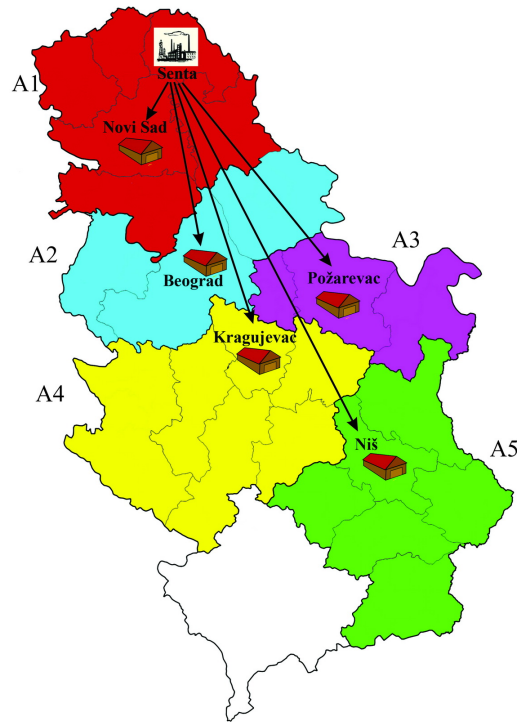 Senta
A1
Novi Sad
A2
A3
Beograd
Požarevac
Kragujevac
A4
Niš
A5